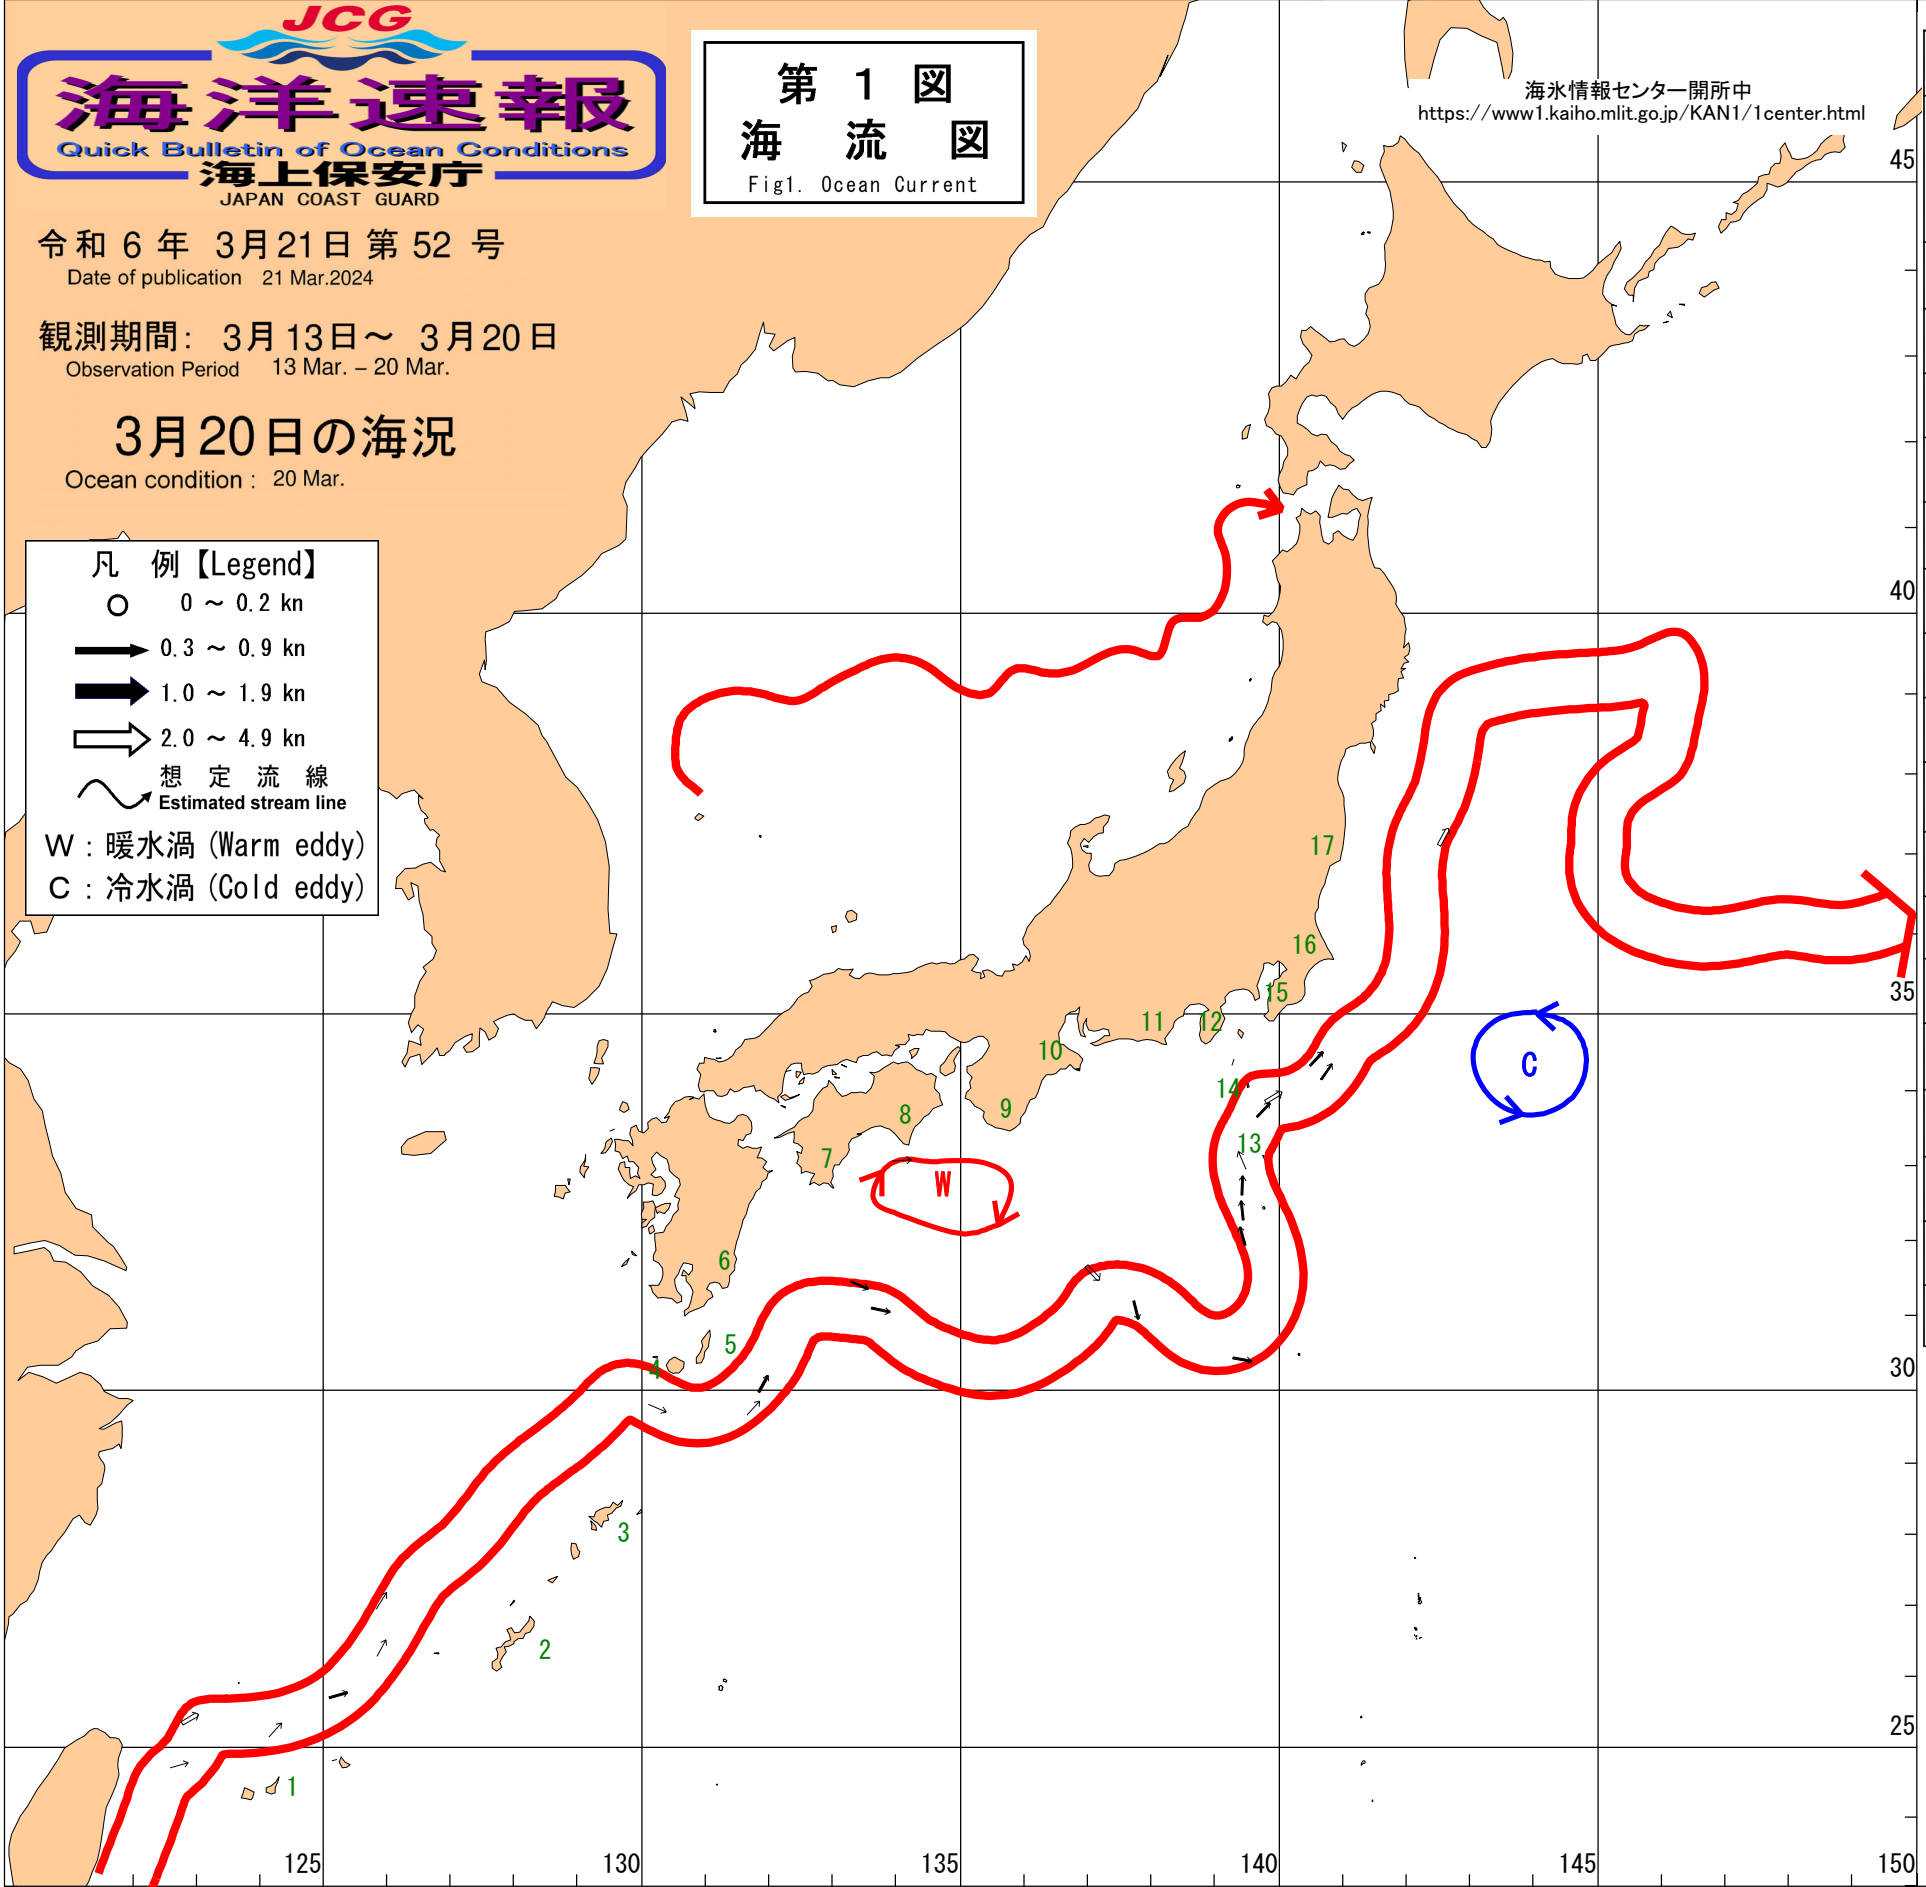 JCG
海洋速報
Quick Bulletin of Ocean Conditions
海上保安庁
JAPAN COAST GUARD
令和 6 年 3月21日 第 52 号
Date of publication 21 Mar.2024
観測期間: 3月13日～ 3月20日
Observation Period 13 Mar. – 20 Mar.
3月20日の海況
Ocean condition : 20 Mar.
第 1 図
海 流 図
Fig1. Ocean Current
海氷情報センター開所中
https://www1.kaiho.mlit.go.jp/KAN1/1center.html
凡 例【Legend】
0 ～ 0.2 kn
0.3 ～ 0.9 kn
1.0 ～ 1.9 kn
2.0 ～ 4.9 kn
想 定 流 線
Estimated stream line
W : 暖水渦 (Warm eddy)
C : 冷水渦 (Cold eddy)
45
40
17
16
15
35
11
12
10
C
14
9
8
13
7
W
6
5
4
30
3
2
25
1
125
130
135
140
145
150